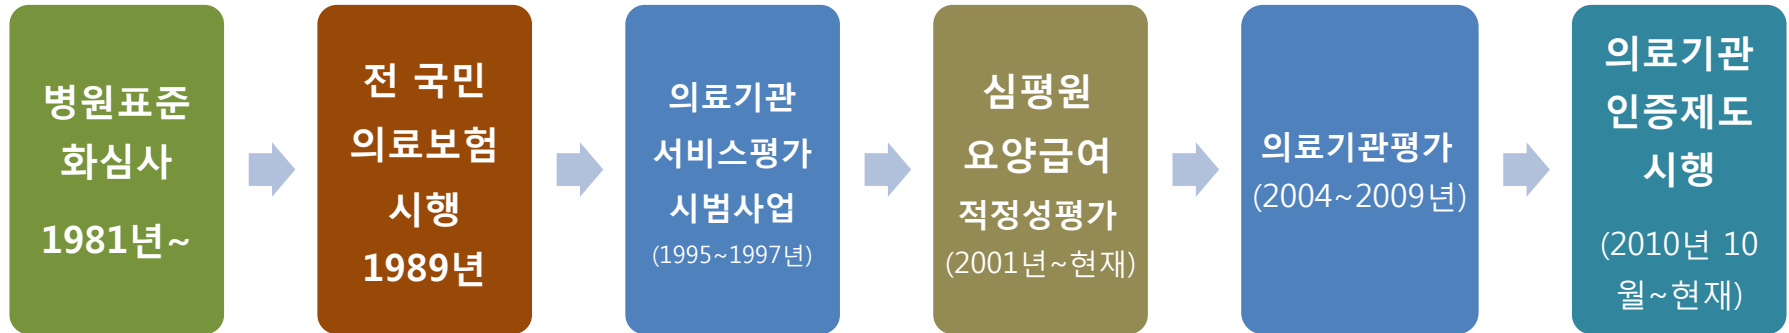 병원표준
화심사
1981년~
전 국민
의료보험
시행
1989년
의료기관
서비스평가
시범사업
(1995~1997년)
심평원
요양급여
적정성평가
(2001년~현재)
의료기관평가
(2004~2009년)
의료기관
인증제도
시행
(2010년 10
월~현재)